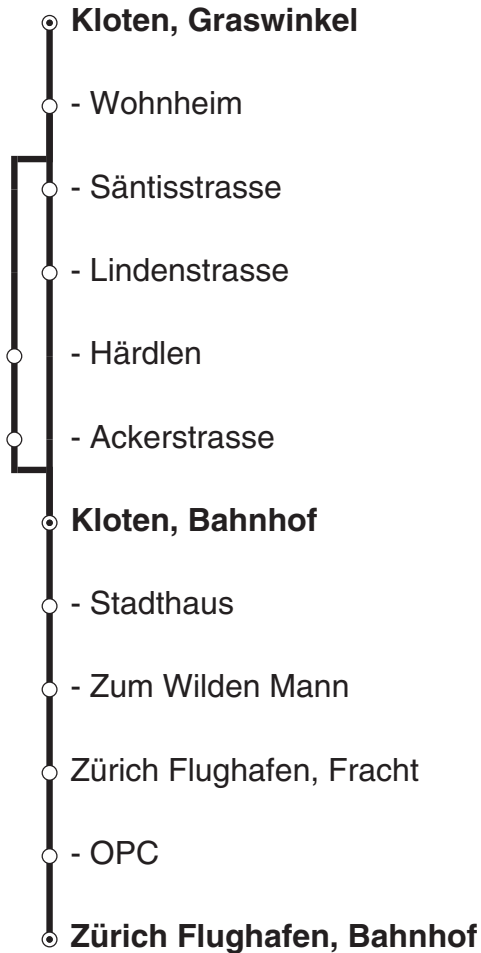 Kloten, Graswinkel
- Wohnheim
- Säntisstrasse
- Lindenstrasse
- Härdlen
- Ackerstrasse
Kloten, Bahnhof
- Stadthaus
- Zum Wilden Mann
Zürich Flughafen, Fracht
- OPC
Zürich Flughafen, Bahnhof